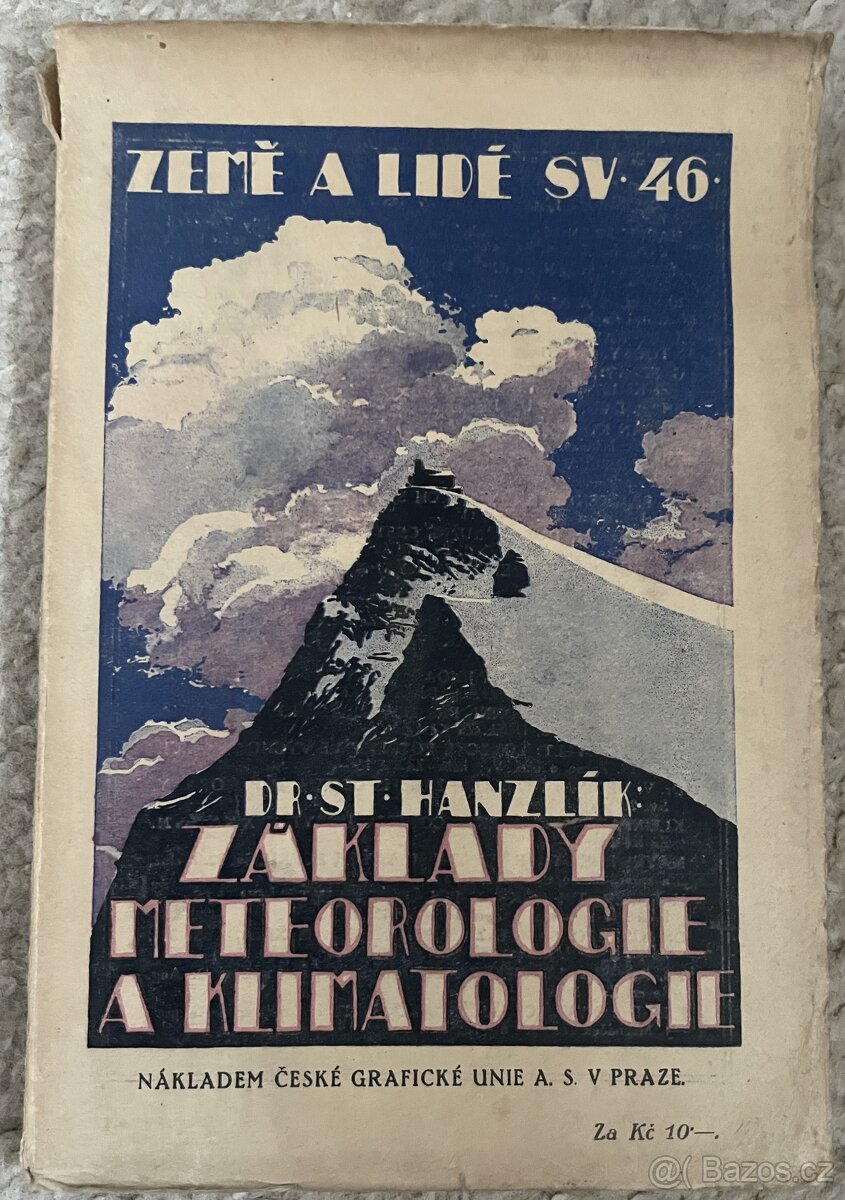 ZEMĚ A LIDÉ SV·46·
DR·ST·HANZLÍK:
ZÁKLADY
METEOROLOGIE
A KLIMATOLOGIE
NÁKLADEM ČESKÉ GRAFICKÉ UNIE A. S. V PRAZE.
Za Kč 10·—.
@( Bazos.cz